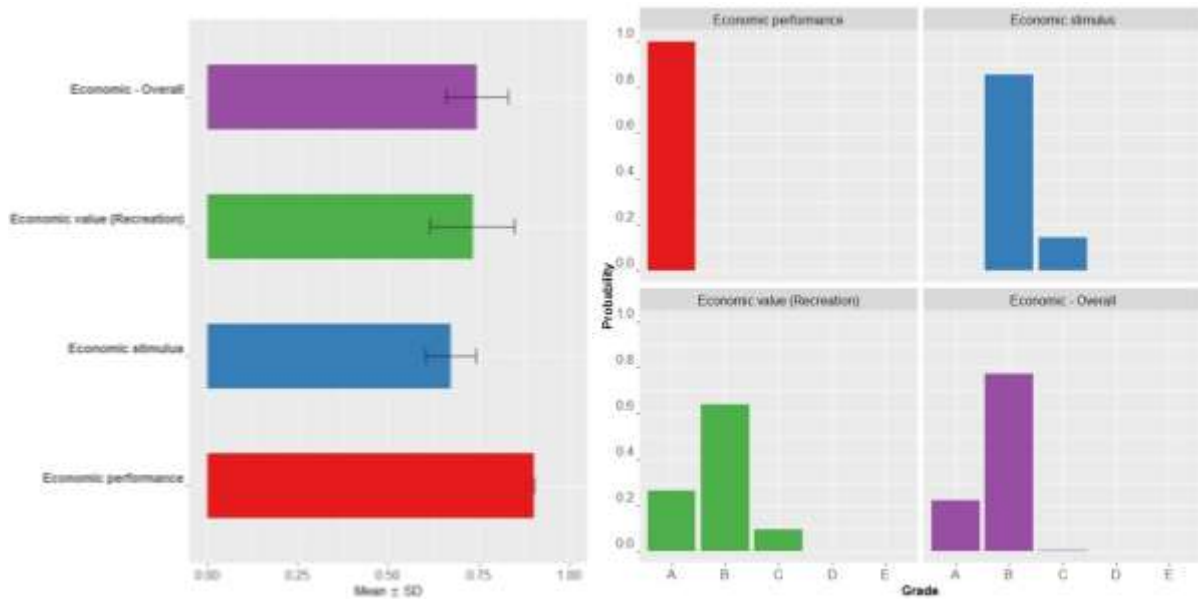 Economic - Overall
Economic value (Recreation)
Economic stimulus
Economic performance
0.00 0.25 0.50 0.75 1.00
Mean ± SD
Economic performance Economic stimulus
1.0
0.8
0.6
0.4
0.2
0.0
Probability
Economic value (Recreation) Economic - Overall
1.0
0.8
0.6
0.4
0.2
0.0
A B C D E A B C D E
Grade